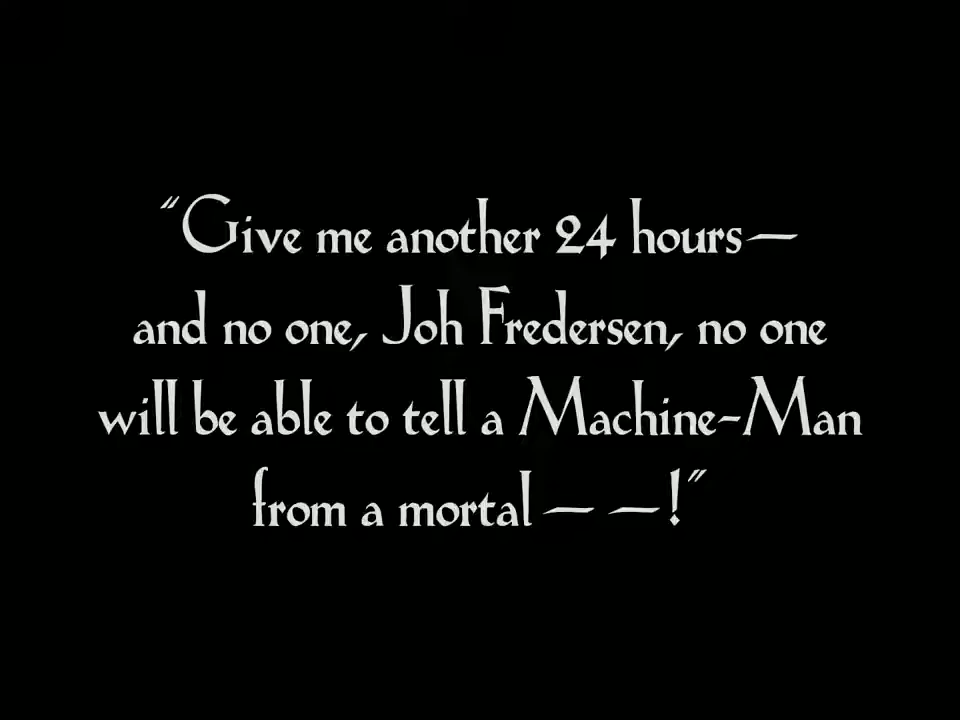 "Give me another 24 hours—
and no one, Joh Fredersen, no one
will be able to tell a Machine-Man
from a mortal — —!"